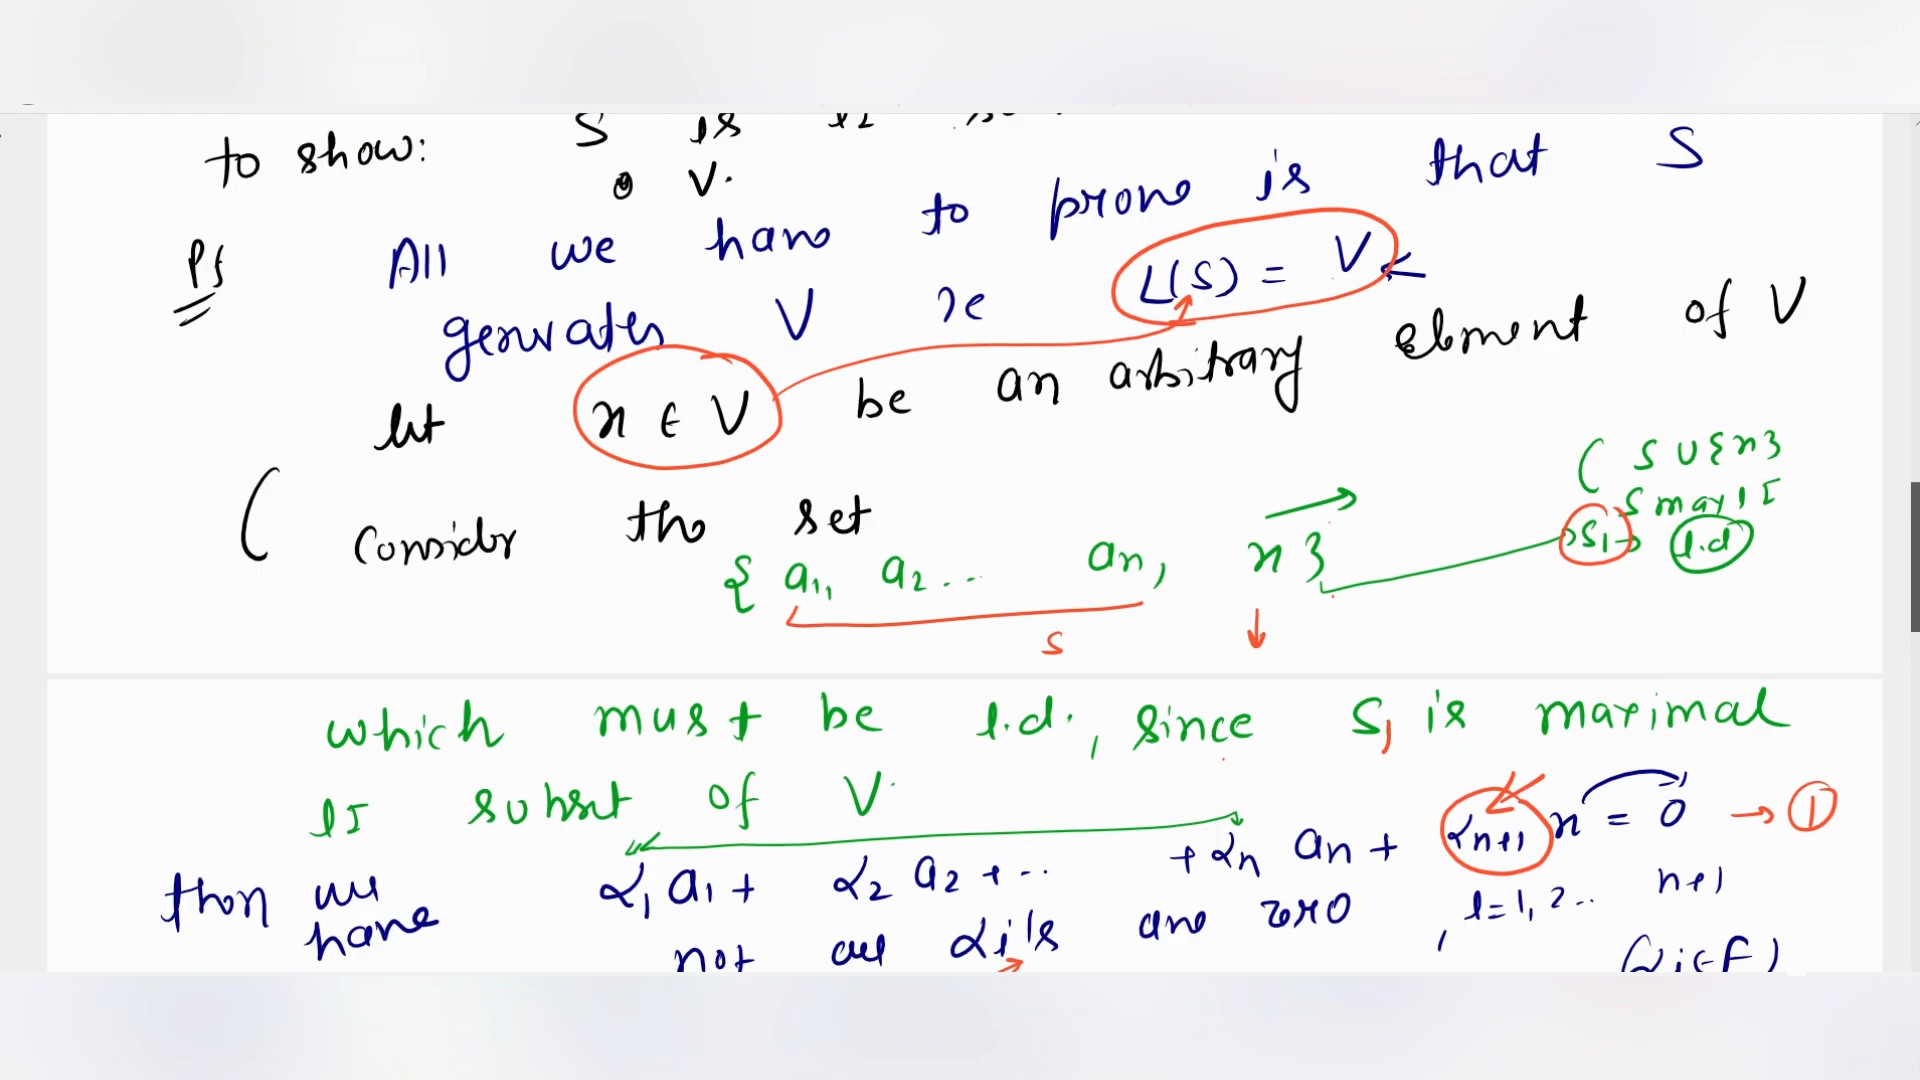 to show: S is
V.
Pf All we have to prove is that S
generates V ie L(S) = V
let x ∈ V be an arbitrary element of V
( Consider the set
{ a1, a2 ... an, x }
S
( S ∪ {x}
S max LI
S1 → l.d
which must be l.d., since S1 is maximal
LI subset of V.
then we have α1 a1 + α2 a2 + ... + αn an + αn+1 x = 0 → ①
not all αi's are zero , i = 1, 2 .. n+1
(αi ∈ F)